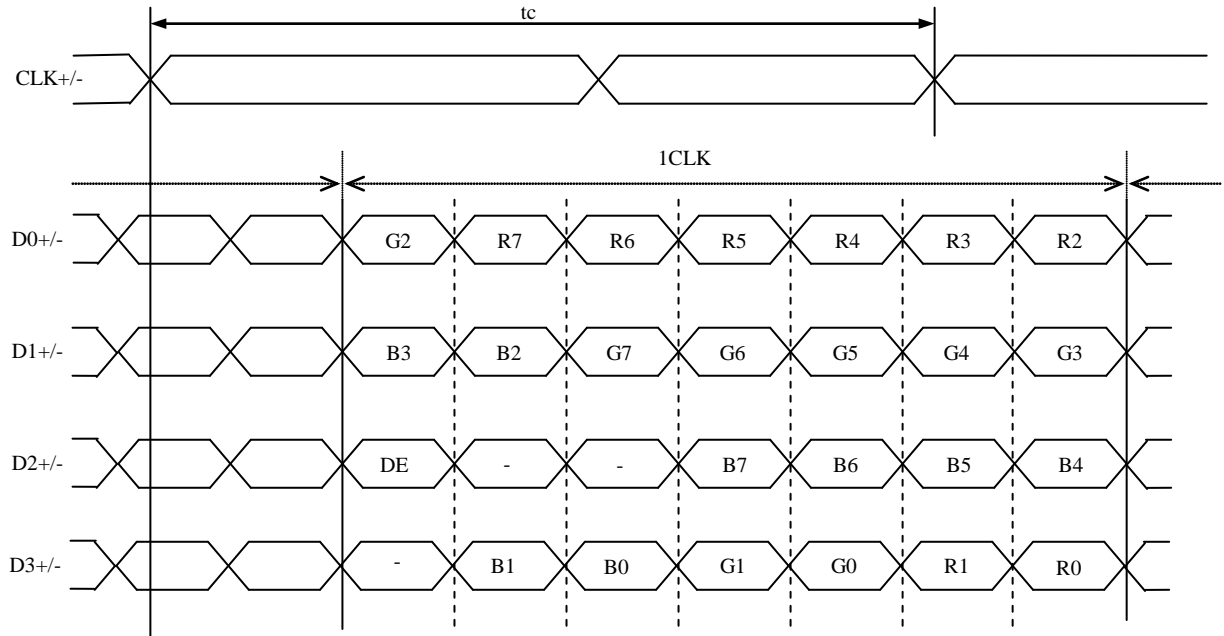 tc
CLK+/-
1CLK
D0+/- G2 R7 R6 R5 R4 R3 R2
D1+/- B3 B2 G7 G6 G5 G4 G3
D2+/- DE - - B7 B6 B5 B4
D3+/- - B1 B0 G1 G0 R1 R0